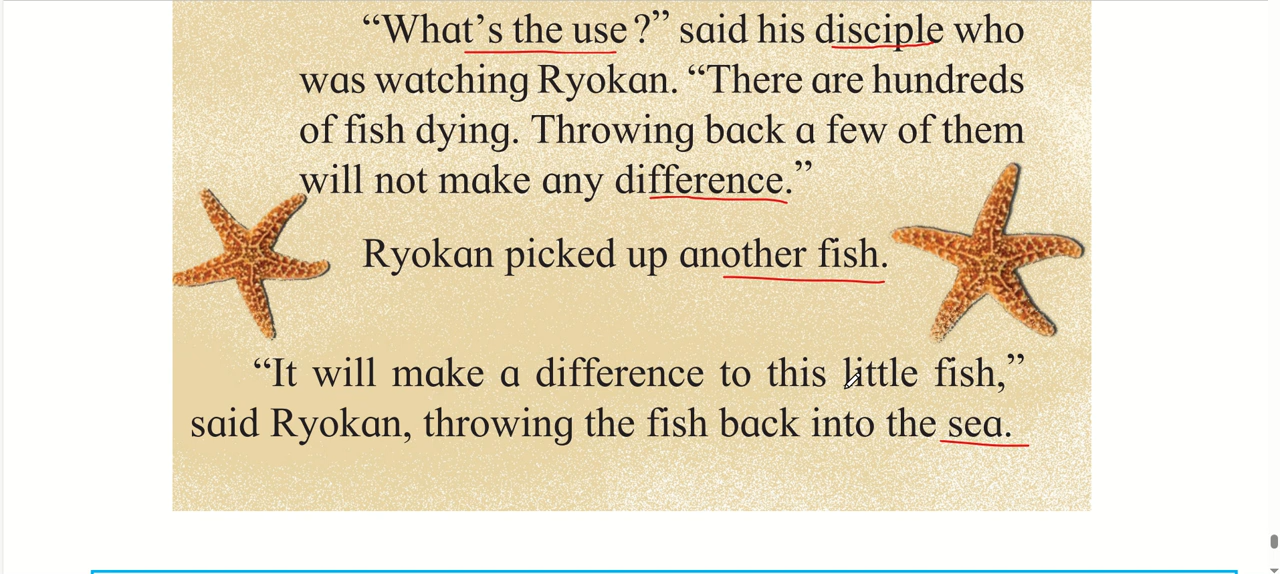 “What’s the use?” said his disciple who
was watching Ryokan. “There are hundreds
of fish dying. Throwing back a few of them
will not make any difference.”
Ryokan picked up another fish.
“It will make a difference to this little fish,”
said Ryokan, throwing the fish back into the sea.